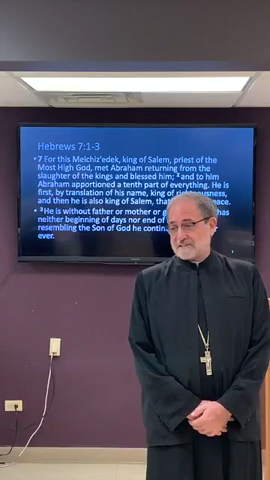 Hebrews 7:1-3
7 For this Melchiz'edek, king of Salem, priest of the
Most High God, met Abraham returning from the
slaughter of the kings and blessed him; 2 and to him
Abraham apportioned a tenth part of everything. He is
first, by translation of his name, king of righteousness,
and then he is also king of Salem, that peace.
3 He is without father or mother or has
neither beginning of days nor end of
resembling the Son of God he
ever.